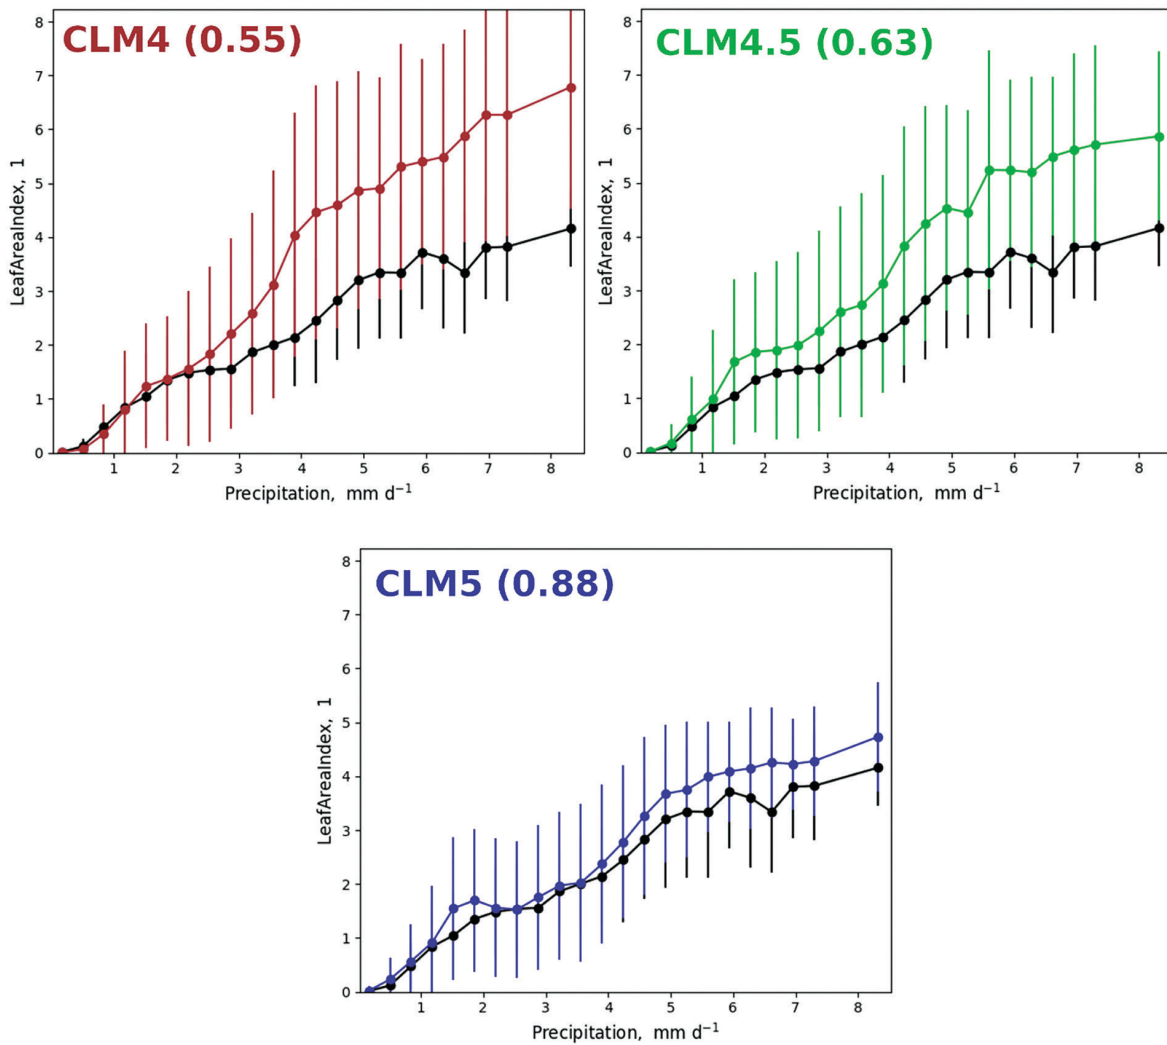 CLM4 (0.55)
8
7
6
5
4
3
2
1
0
LeafAreaIndex, 1
1 2 3 4 5 6 7 8
Precipitation, mm d⁻¹
CLM4.5 (0.63)
8
7
6
5
4
3
2
1
0
LeafAreaIndex, 1
1 2 3 4 5 6 7 8
Precipitation, mm d⁻¹
CLM5 (0.88)
8
7
6
5
4
3
2
1
0
LeafAreaIndex, 1
1 2 3 4 5 6 7 8
Precipitation, mm d⁻¹